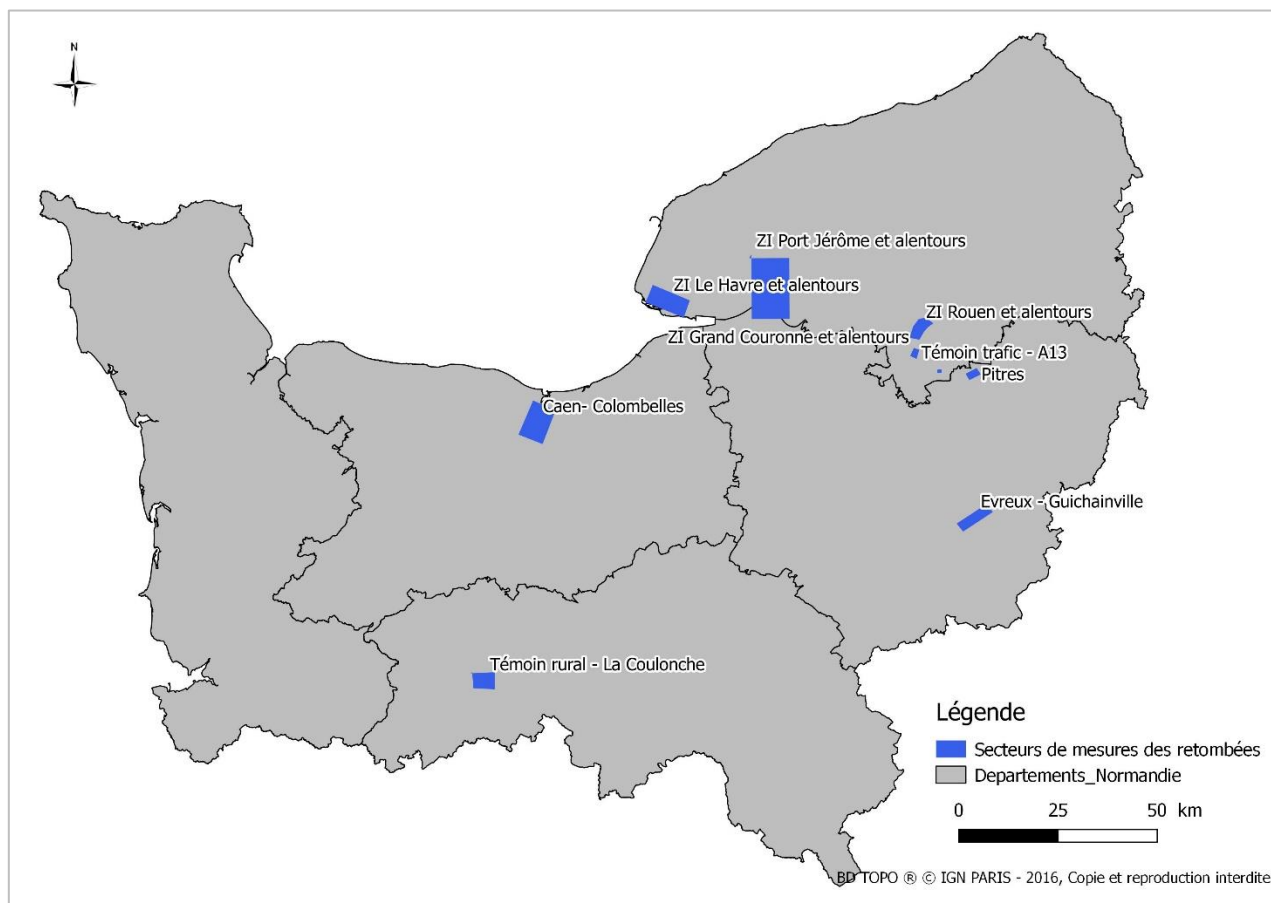 N
ZI Port Jérôme et alentours
ZI Le Havre et alentours
ZI Rouen et alentours
ZI Grand Couronne et alentours
Témoin trafic - A13
Pitres
Caen- Colombelles
Evreux - Guichainville
Témoin rural - La Coulonche
Légende
Secteurs de mesures des retombées
Departements_Normandie
0 25 50 km
BD TOPO ® © IGN PARIS - 2016, Copie et reproduction interdite